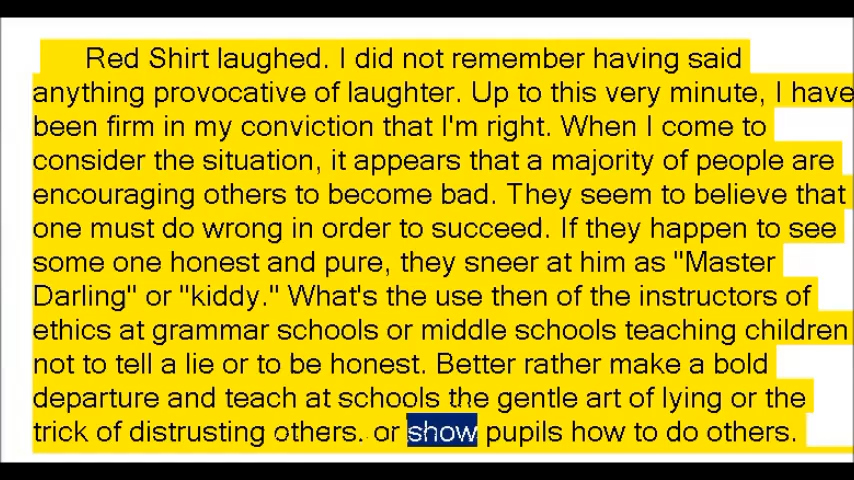 Red Shirt laughed. I did not remember having said
anything provocative of laughter. Up to this very minute, I have
been firm in my conviction that I'm right. When I come to
consider the situation, it appears that a majority of people are
encouraging others to become bad. They seem to believe that
one must do wrong in order to succeed. If they happen to see
some one honest and pure, they sneer at him as "Master
Darling" or "kiddy." What's the use then of the instructors of
ethics at grammar schools or middle schools teaching children
not to tell a lie or to be honest. Better rather make a bold
departure and teach at schools the gentle art of lying or the
trick of distrusting others. or show pupils how to do others.